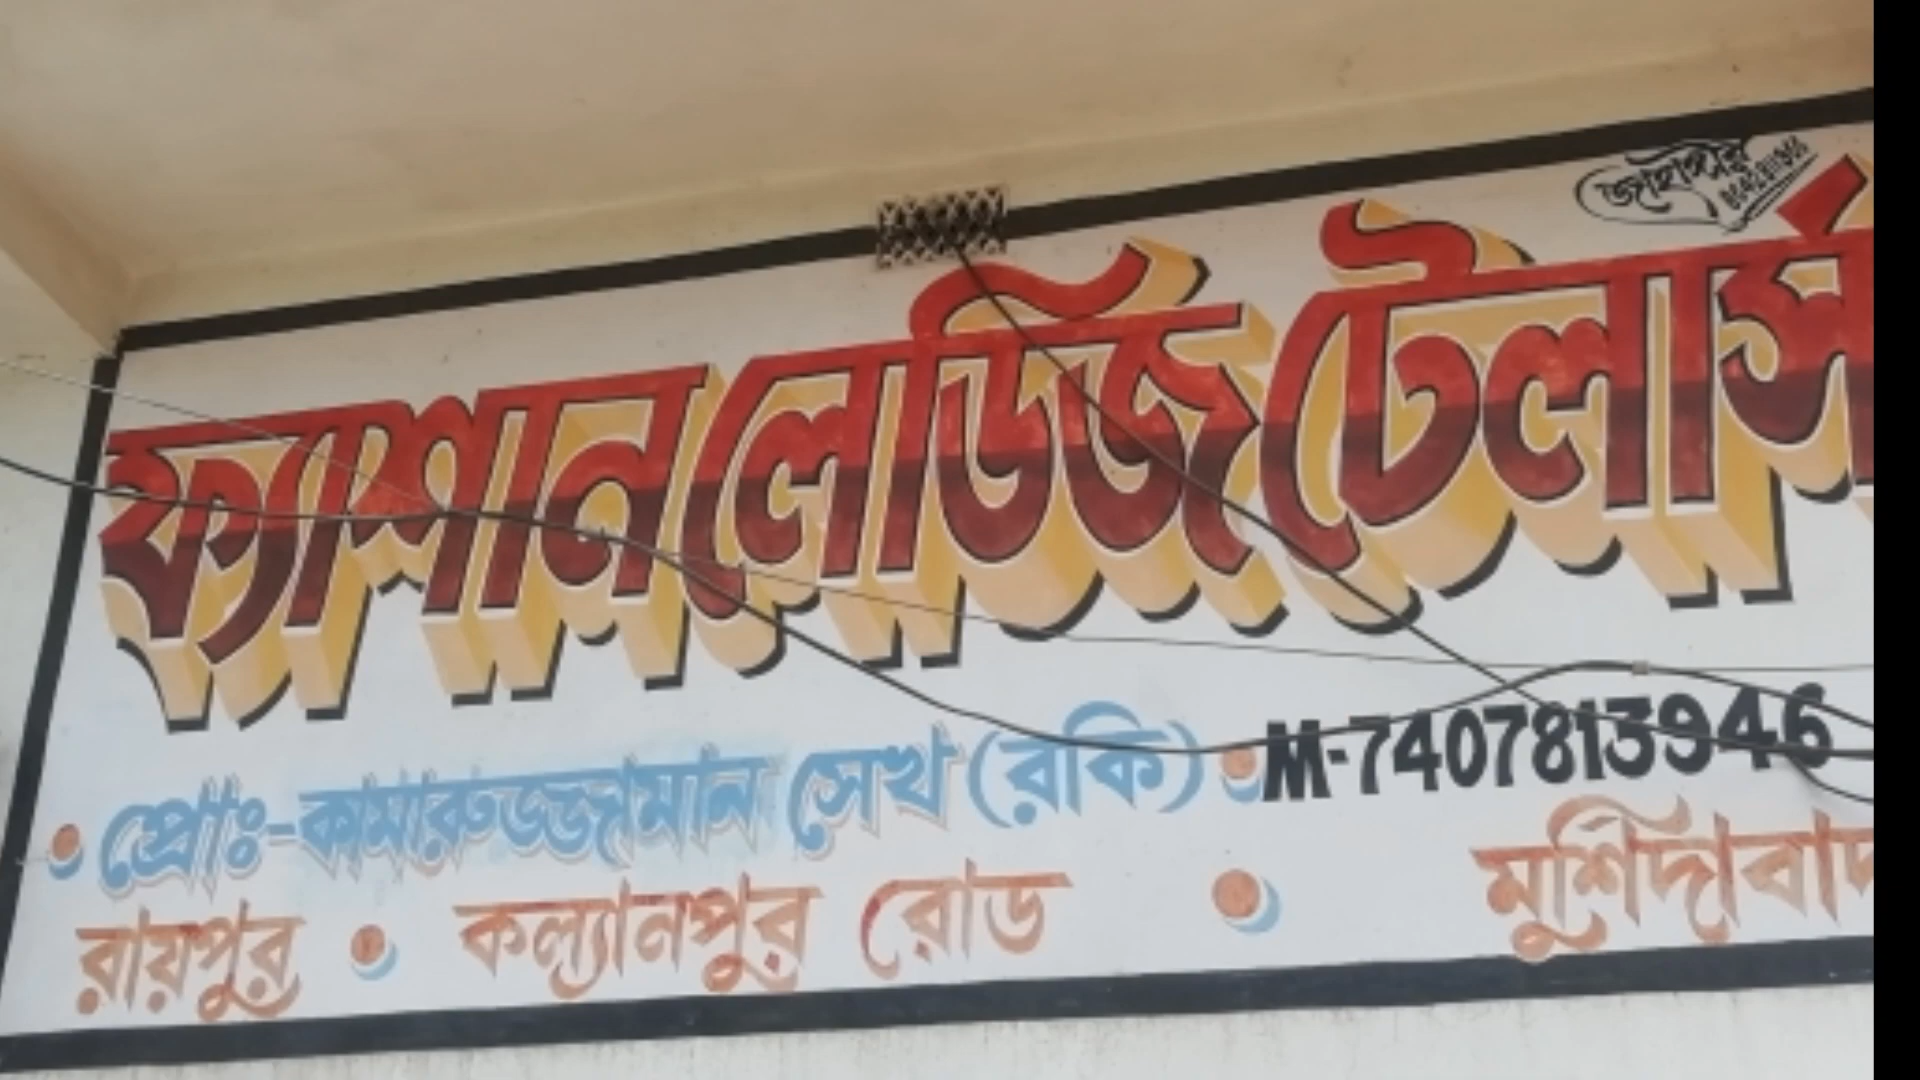 জাহাঙ্গীর
ফ্যাশান লেডিজ টেলার্স
প্রোঃ-কামারুজ্জামান সেখ (রকি) M-7407813946
রায়পুর • কল্যানপুর রোড • মুর্শিদাবাদ